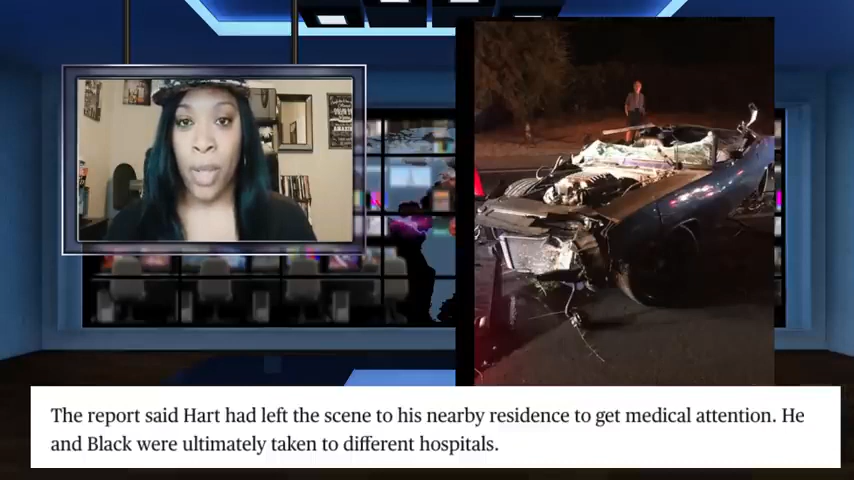 The report said Hart had left the scene to his nearby residence to get medical attention. He
and Black were ultimately taken to different hospitals.